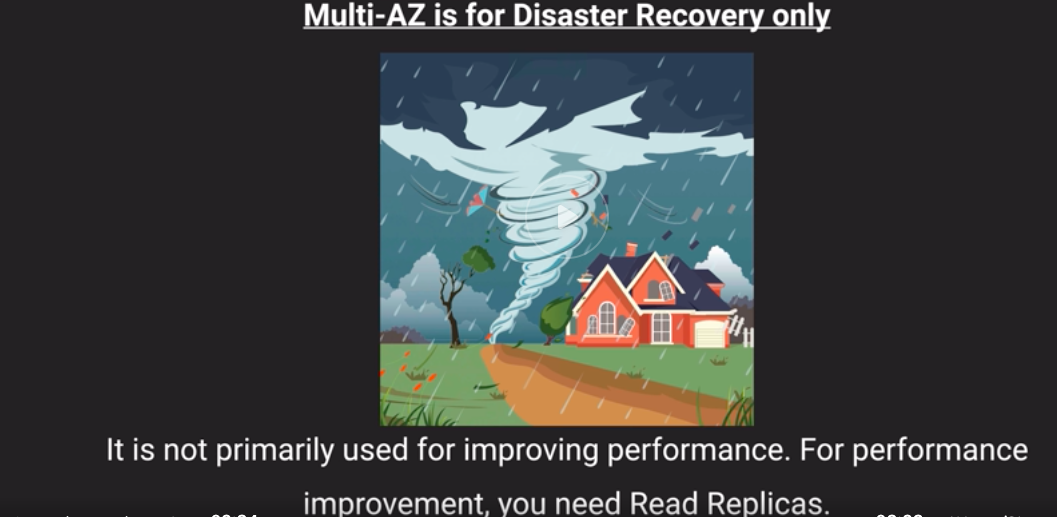 Multi-AZ is for Disaster Recovery only
It is not primarily used for improving performance. For performance
improvement, you need Read Replicas.